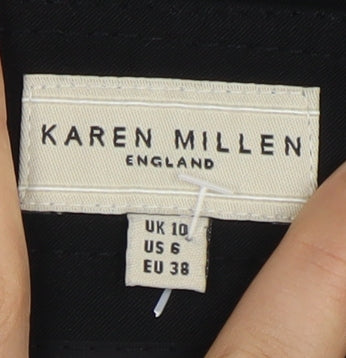 KAREN MILLEN
ENGLAND
UK 10
US 6
EU 38